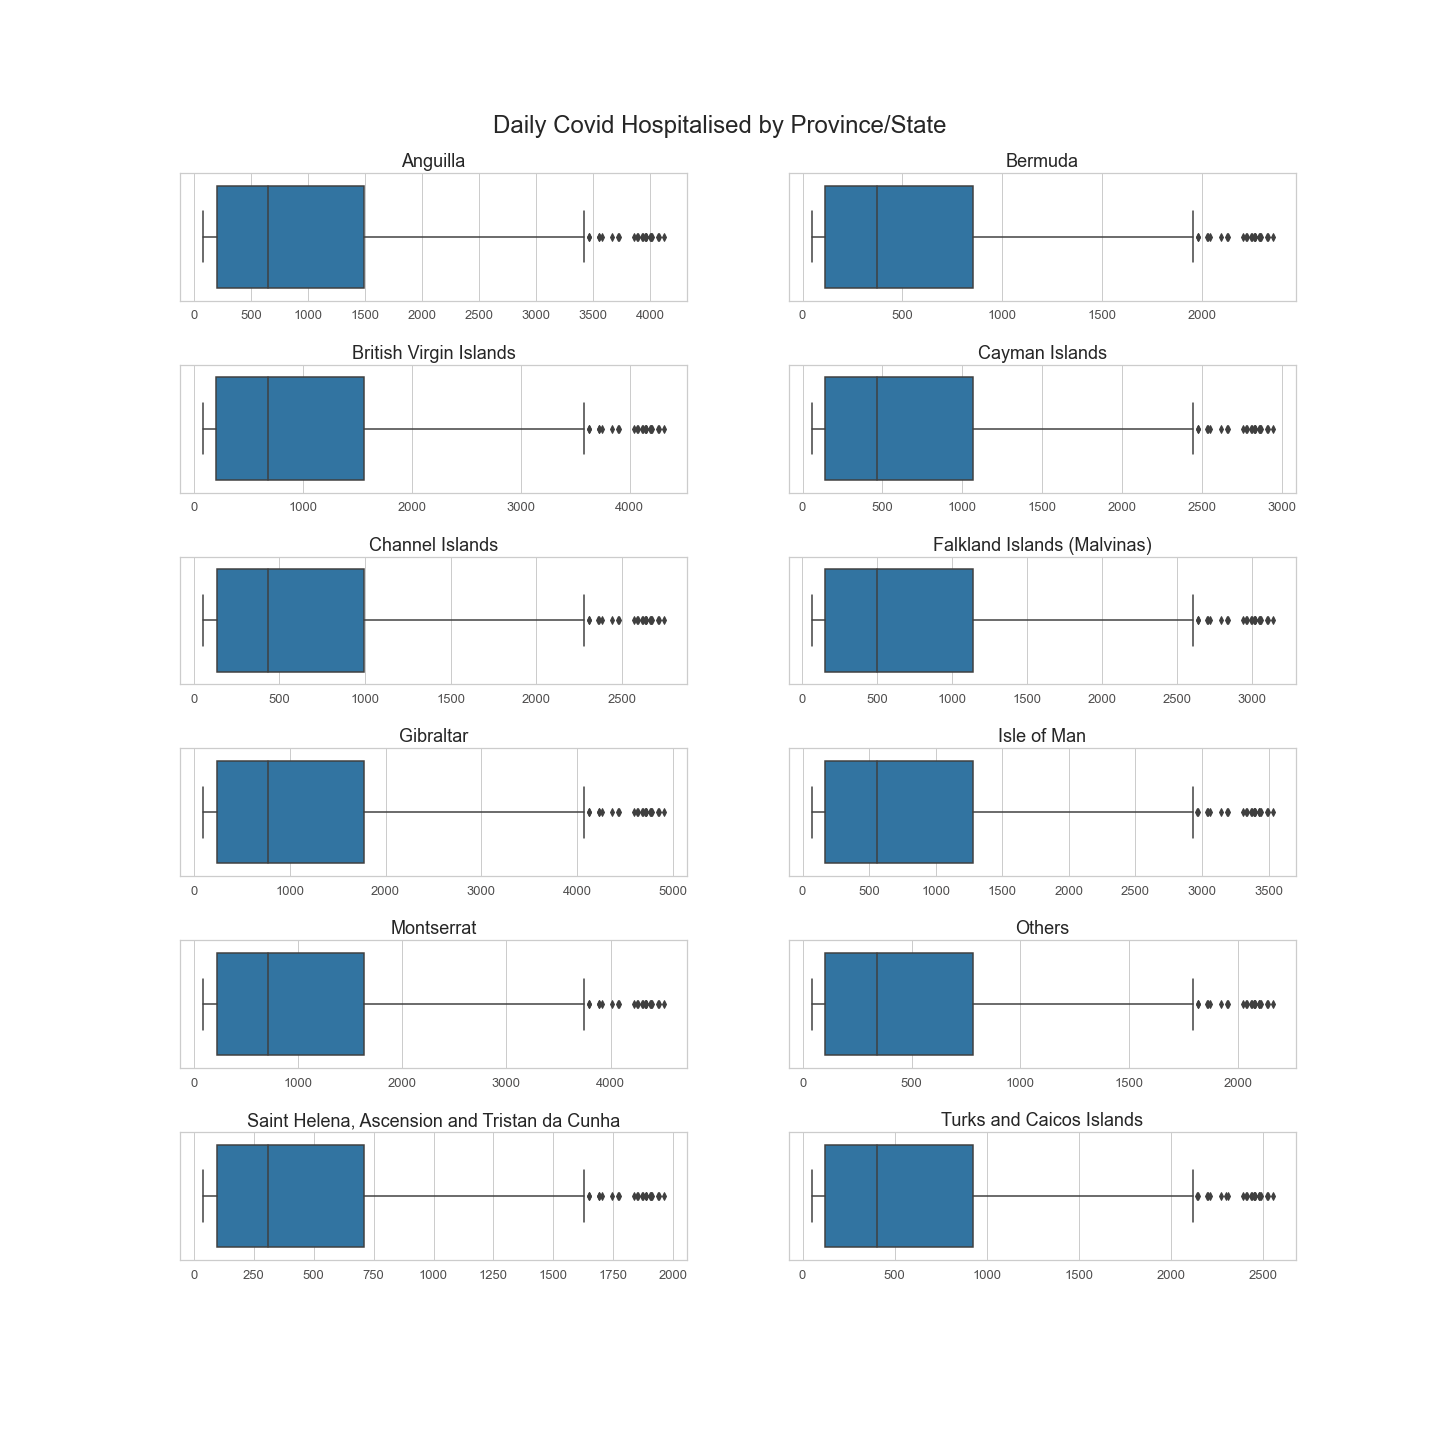 Daily Covid Hospitalised by Province/State
Anguilla
0 500 1000 1500 2000 2500 3000 3500 4000
Bermuda
0 500 1000 1500 2000
British Virgin Islands
0 1000 2000 3000 4000
Cayman Islands
0 500 1000 1500 2000 2500 3000
Channel Islands
0 500 1000 1500 2000 2500
Falkland Islands (Malvinas)
0 500 1000 1500 2000 2500 3000
Gibraltar
0 1000 2000 3000 4000 5000
Isle of Man
0 500 1000 1500 2000 2500 3000 3500
Montserrat
0 1000 2000 3000 4000
Others
0 500 1000 1500 2000
Saint Helena, Ascension and Tristan da Cunha
0 250 500 750 1000 1250 1500 1750 2000
Turks and Caicos Islands
0 500 1000 1500 2000 2500